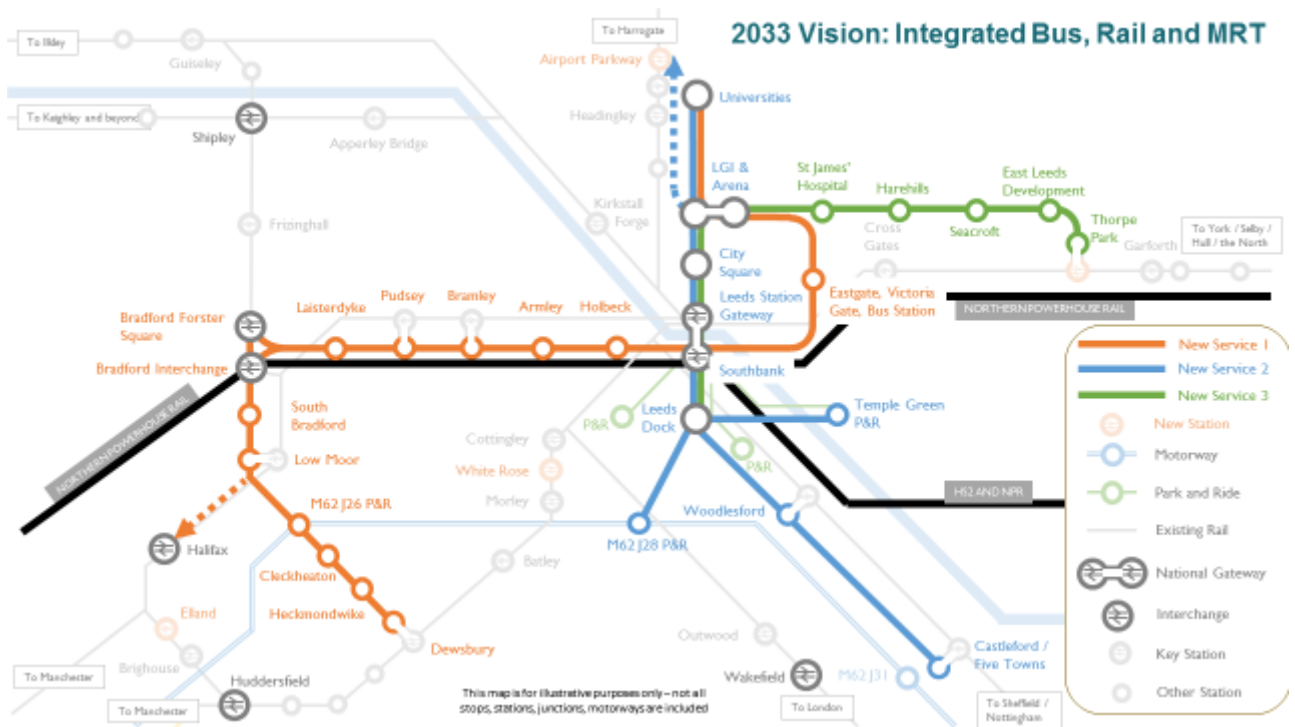 2033 Vision: Integrated Bus, Rail and MRT
To Ilkley
Guiseley
To Harrogate
Airport Parkway
Universities
To Keighley and beyond
Shipley
Apperley Bridge
Headingley
LGI &
Arena
St James'
Hospital
Harehills
East Leeds
Development
Frizinghall
Kirkstall
Forge
Seacroft
Thorpe
Park
Cross
Gates
Garforth
To York / Selby /
Hull / the North
City
Square
Bradford Forster
Square
Laisterdyke
Pudsey
Bramley
Armley
Holbeck
Leeds Station
Gateway
Eastgate, Victoria
Gate, Bus Station
NORTHERN POWERHOUSE RAIL
Bradford Interchange
Southbank
NORTHERN POWERHOUSE RAIL
South
Bradford
Leeds
Dock
Temple Green
P&R
P&R
P&R
Cottingley
Low Moor
White Rose
M62 J26 P&R
Morley
Woodlesford
HS2 AND NPR
Halifax
M62 J28 P&R
Batley
Cleckheaton
Heckmondwike
Elland
Dewsbury
Outwood
Castleford /
Five Towns
Brighouse
To Manchester
Huddersfield
Wakefield
M62 J31
To Manchester
To London
To Sheffield /
Nottingham
This map is for illustrative purposes only – not all
stops, stations, junctions, motorways are included
New Service 1
New Service 2
New Service 3
New Station
Motorway
Park and Ride
Existing Rail
National Gateway
Interchange
Key Station
Other Station